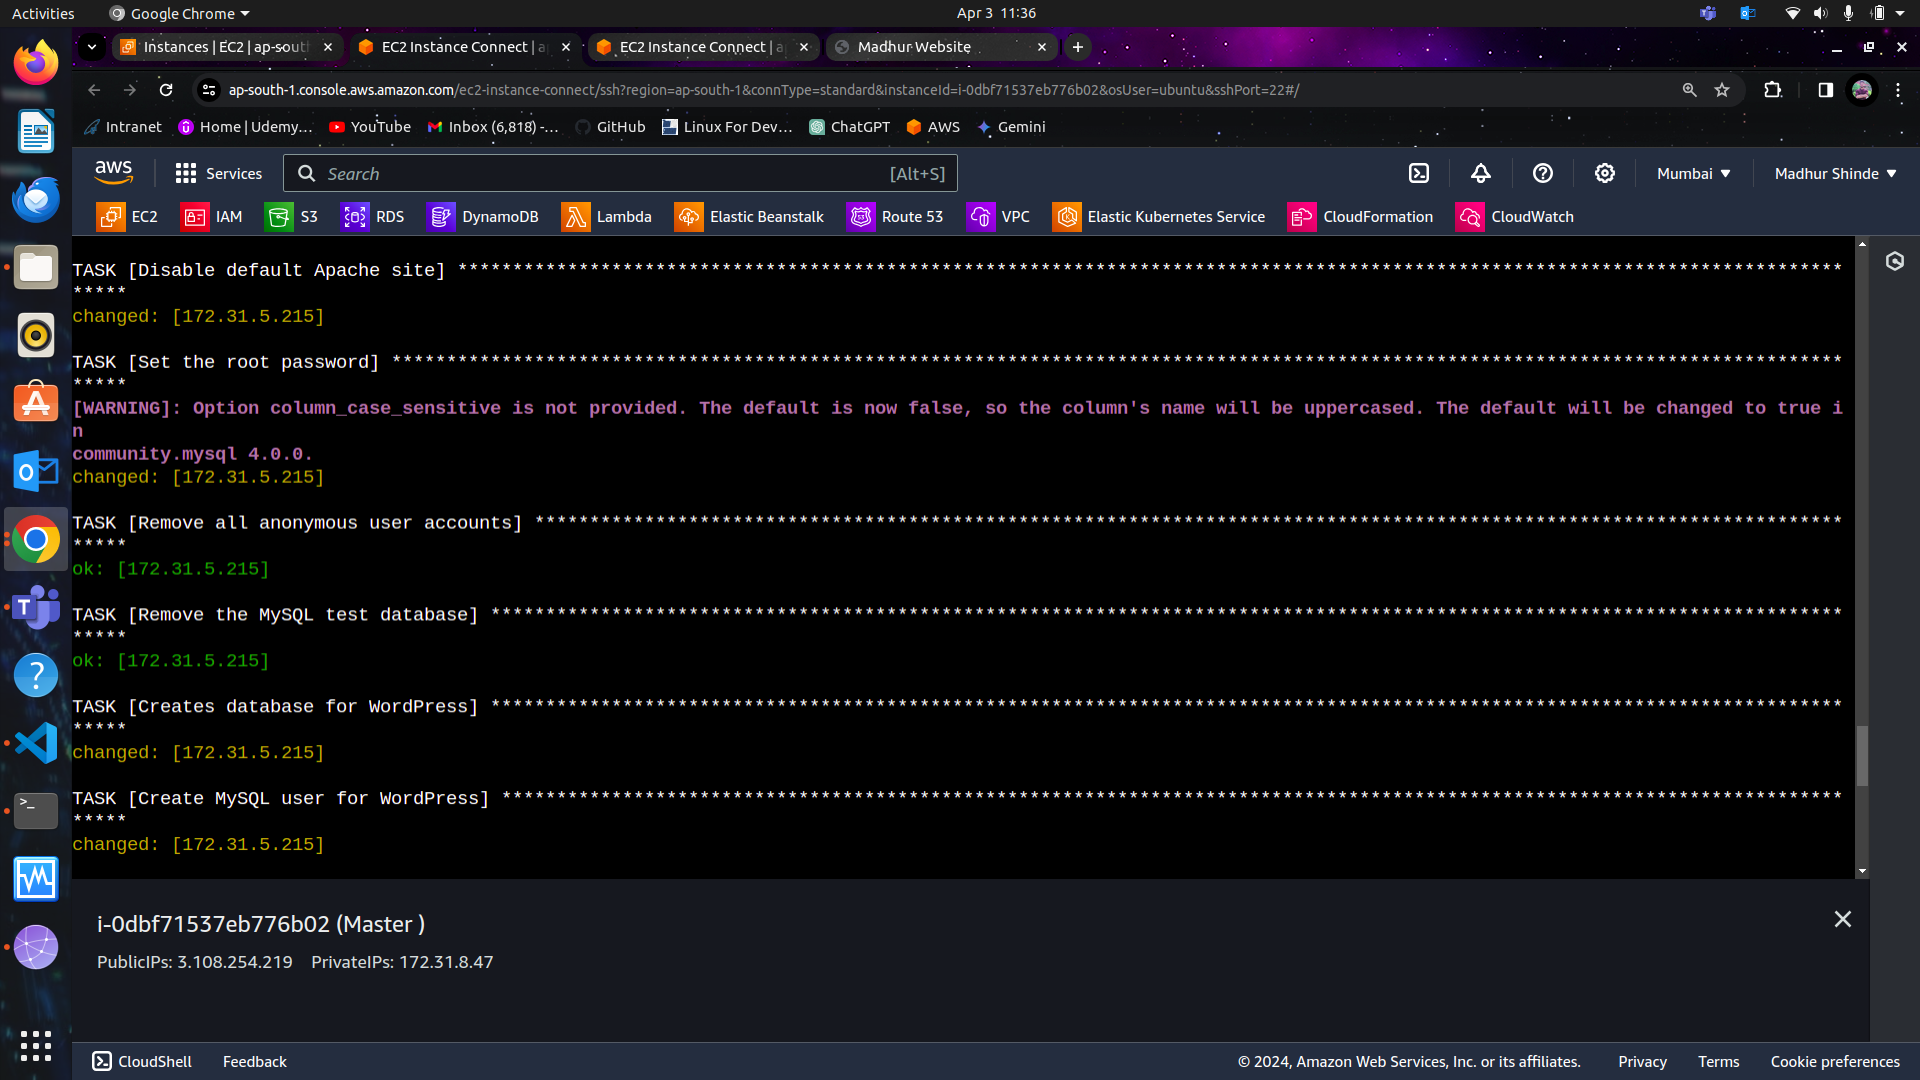 Activities Google Chrome Apr 3 11:36
Instances | EC2 | ap-sout EC2 Instance Connect | a EC2 Instance Connect | a Madhur Website
ap-south-1.console.aws.amazon.com/ec2-instance-connect/ssh?region=ap-south-1&connType=standard&instanceId=i-0dbf71537eb776b02&osUser=ubuntu&sshPort=22#/
Intranet Home | Udemy... YouTube Inbox (6,818) -... GitHub Linux For Dev... ChatGPT AWS Gemini
aws Services Search [Alt+S] Mumbai Madhur Shinde
EC2 IAM S3 RDS DynamoDB Lambda Elastic Beanstalk Route 53 VPC Elastic Kubernetes Service CloudFormation CloudWatch
TASK [Disable default Apache site] ******************************************************************************************************************************
*****
changed: [172.31.5.215]
TASK [Set the root password] ************************************************************************************************************************************
*****
[WARNING]: Option column_case_sensitive is not provided. The default is now false, so the column's name will be uppercased. The default will be changed to true i
n
community.mysql 4.0.0.
changed: [172.31.5.215]
TASK [Remove all anonymous user accounts] ***********************************************************************************************************************
*****
ok: [172.31.5.215]
TASK [Remove the MySQL test database] ***************************************************************************************************************************
*****
ok: [172.31.5.215]
TASK [Creates database for WordPress] ***************************************************************************************************************************
*****
changed: [172.31.5.215]
TASK [Create MySQL user for WordPress] **************************************************************************************************************************
*****
changed: [172.31.5.215]
i-0dbf71537eb776b02 (Master )
PublicIPs: 3.108.254.219 PrivateIPs: 172.31.8.47
CloudShell Feedback © 2024, Amazon Web Services, Inc. or its affiliates. Privacy Terms Cookie preferences